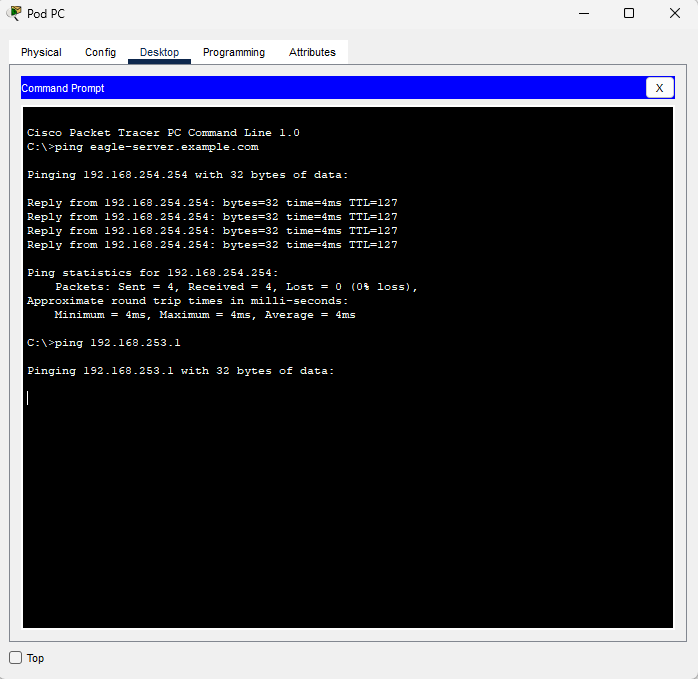 Pod PC
Physical Config Desktop Programming Attributes
Command Prompt X
Cisco Packet Tracer PC Command Line 1.0
C:\>ping eagle-server.example.com
Pinging 192.168.254.254 with 32 bytes of data:
Reply from 192.168.254.254: bytes=32 time=4ms TTL=127
Reply from 192.168.254.254: bytes=32 time=4ms TTL=127
Reply from 192.168.254.254: bytes=32 time=4ms TTL=127
Reply from 192.168.254.254: bytes=32 time=4ms TTL=127
Ping statistics for 192.168.254.254:
    Packets: Sent = 4, Received = 4, Lost = 0 (0% loss),
Approximate round trip times in milli-seconds:
    Minimum = 4ms, Maximum = 4ms, Average = 4ms
C:\>ping 192.168.253.1
Pinging 192.168.253.1 with 32 bytes of data:
Top